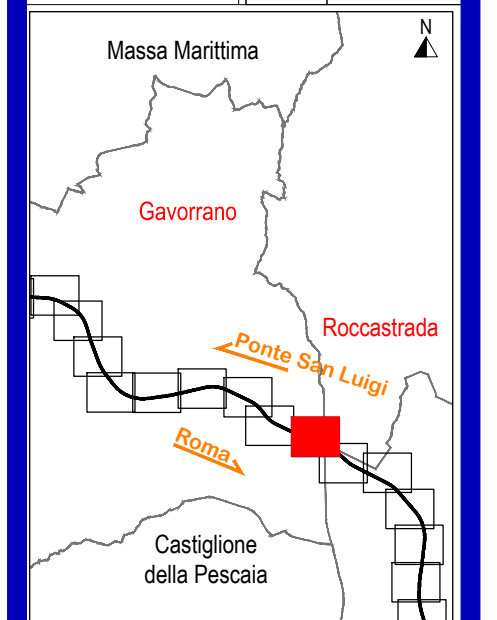 N
Massa Marittima
Gavorrano
Roccastrada
Ponte San Luigi
Roma
Castiglione
della Pescaia